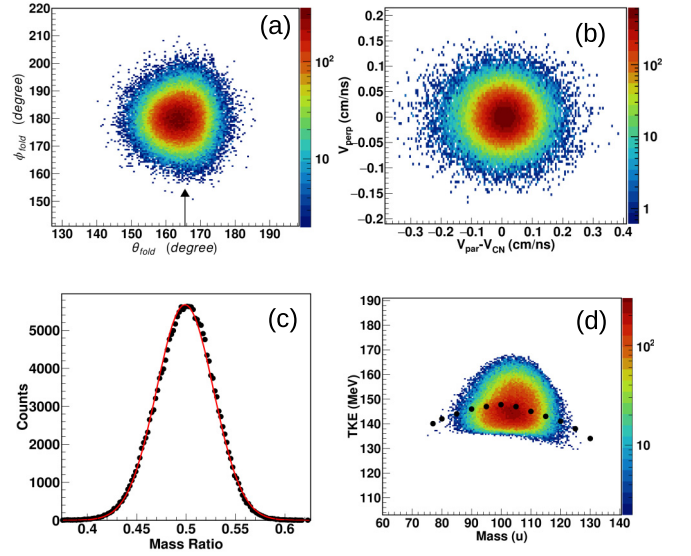 220
210
200
190
180
170
160
150
ϕfold (degree)
(a)
10²
10
130 140 150 160 170 180 190
θfold (degree)
0.2
0.15
0.1
0.05
0
−0.05
−0.1
−0.15
−0.2
Vperp (cm/ns)
(b)
10²
10
1
−0.3 −0.2 −0.1 0 0.1 0.2 0.3 0.4
Vpar-VCN (cm/ns)
5000
4000
3000
2000
1000
0
Counts
(c)
0.4 0.45 0.5 0.55 0.6
Mass Ratio
190
180
170
160
150
140
130
120
110
TKE (MeV)
(d)
10²
10
60 70 80 90 100 110 120 130 140
Mass (u)